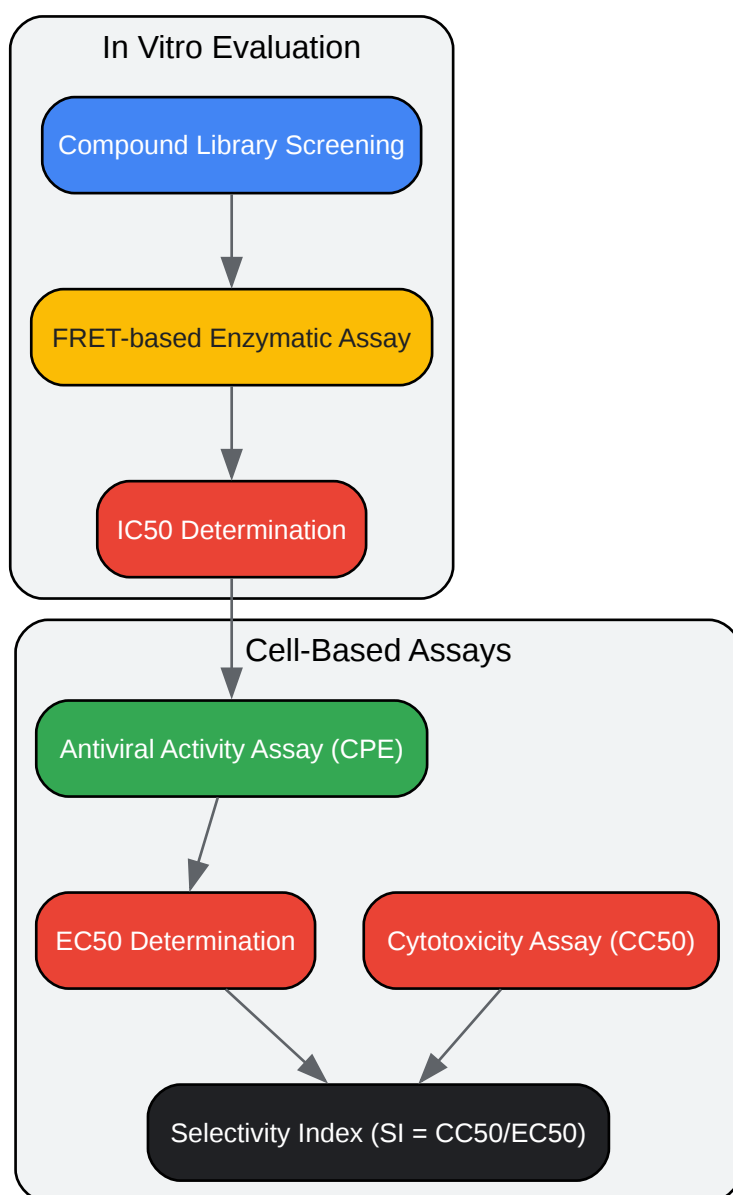 In Vitro Evaluation
Compound Library Screening
FRET-based Enzymatic Assay
IC50 Determination
Cell-Based Assays
Antiviral Activity Assay (CPE)
EC50 Determination
Cytotoxicity Assay (CC50)
Selectivity Index (SI = CC50/EC50)